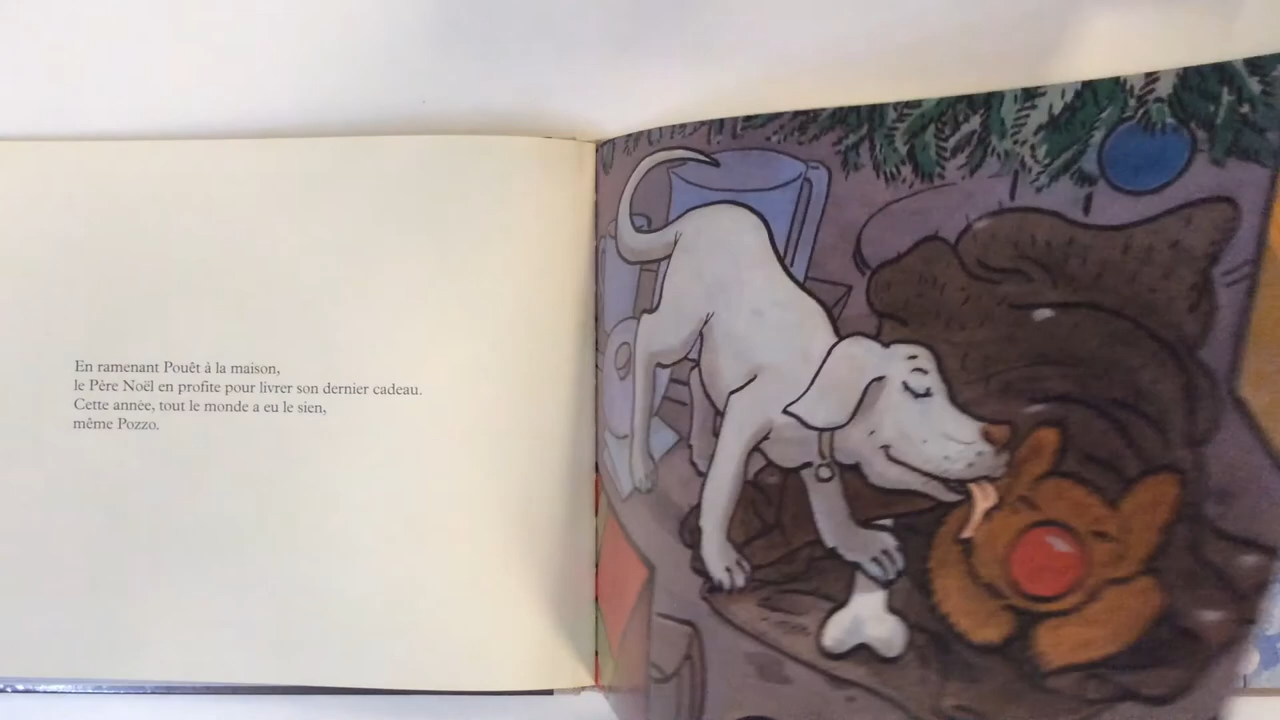 En ramenant Pouêt à la maison,
le Père Noël en profite pour livrer son dernier cadeau.
Cette année, tout le monde a eu le sien,
même Pozzo.